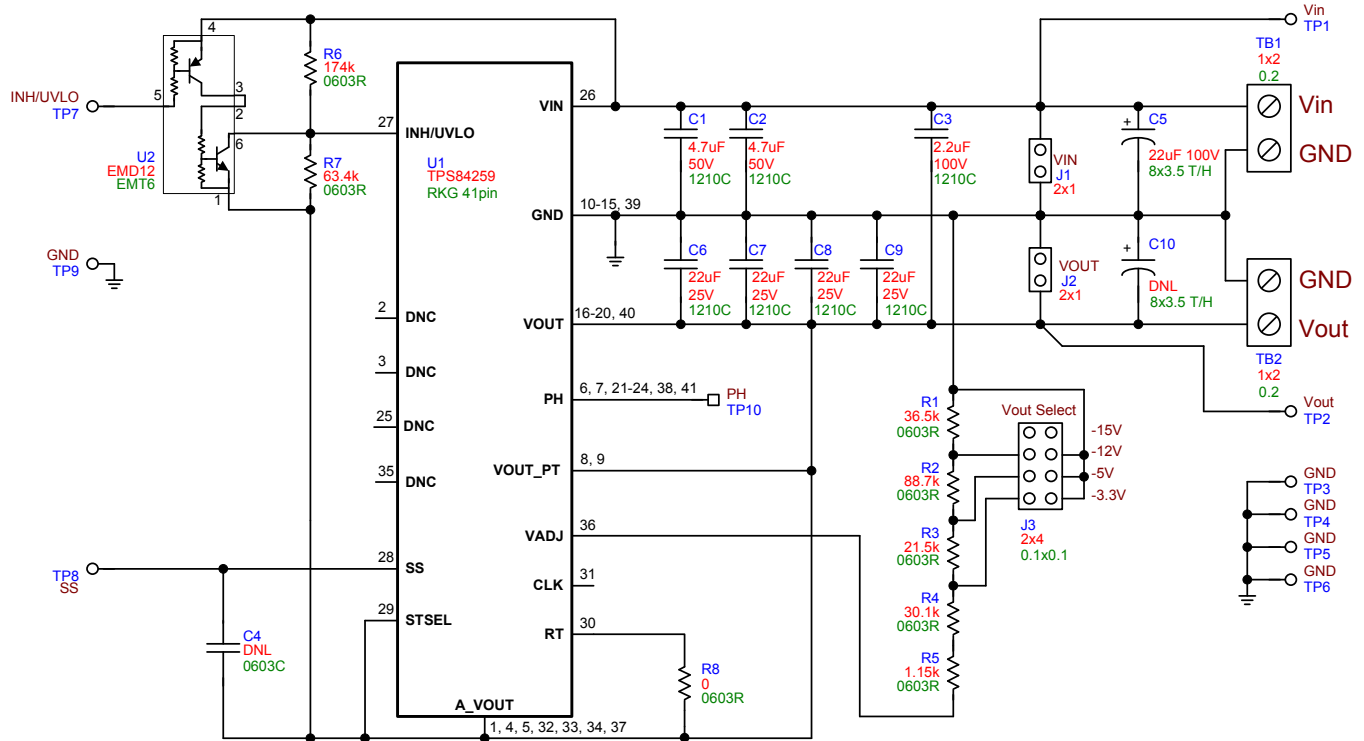 Vin
TP1
4
R6
174k
0603R
TB1
1x2
0.2
INH/UVLO
TP7
5
3
2
6
1
U2
EMD12
EMT6
R7
63.4k
0603R
27
INH/UVLO
U1
TPS84259
RKG 41pin
VIN
26
C1
4.7uF
50V
1210C
C2
4.7uF
50V
1210C
C3
2.2uF
100V
1210C
VIN
J1
2x1
+
C5
22uF 100V
8x3.5 T/H
Vin
GND
GND
10-15, 39
GND
TP9
C6
22uF
25V
1210C
C7
22uF
25V
1210C
C8
22uF
25V
1210C
C9
22uF
25V
1210C
VOUT
J2
2x1
+
C10
DNL
8x3.5 T/H
GND
Vout
TB2
1x2
0.2
2
DNC
VOUT
16-20, 40
3
DNC
25
DNC
35
DNC
PH
6, 7, 21-24, 38, 41
PH
TP10
VOUT_PT
8, 9
R1
36.5k
0603R
R2
88.7k
0603R
R3
21.5k
0603R
R4
30.1k
0603R
R5
1.15k
0603R
Vout Select
-15V
-12V
-5V
-3.3V
J3
2x4
0.1x0.1
Vout
TP2
GND
TP3
GND
TP4
GND
TP5
GND
TP6
VADJ
36
TP8
SS
28
SS
CLK
31
29
STSEL
RT
30
C4
DNL
0603C
R8
0
0603R
A_VOUT
1, 4, 5, 32, 33, 34, 37